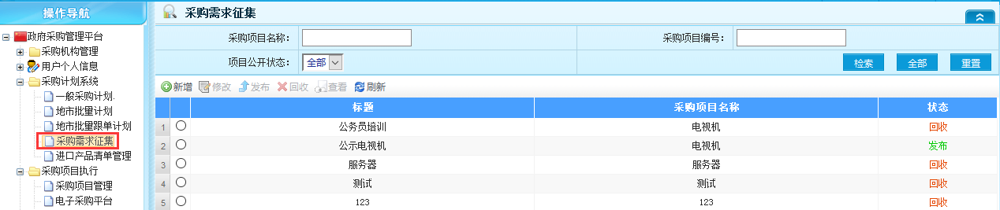 操作导航
政府采购管理平台
采购机构管理
用户个人信息
采购计划系统
一般采购计划.
地市批量计划
地市批量跟单计划
采购需求征集
进口产品清单管理
采购项目执行
采购项目管理
电子采购平台
采购需求征集
采购项目名称： 采购项目编号：
项目公开状态： 全部 检索 全部 重置
新增 修改 发布 回收 查看 刷新
标题 采购项目名称 状态
1 公务员培训 电视机 回收
2 公示电视机 电视机 发布
3 服务器 服务器 回收
4 测试 测试 回收
5 123 123 回收